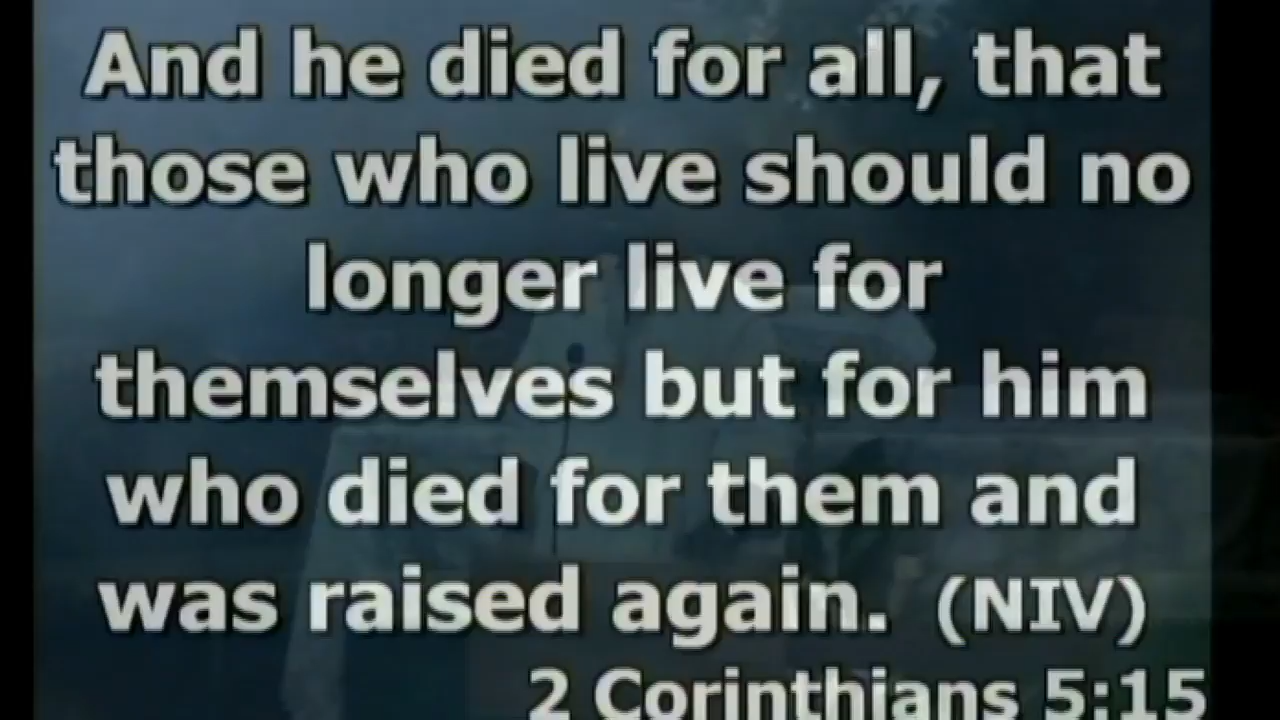 And he died for all, that
those who live should no
longer live for
themselves but for him
who died for them and
was raised again. (NIV)
2 Corinthians 5:15